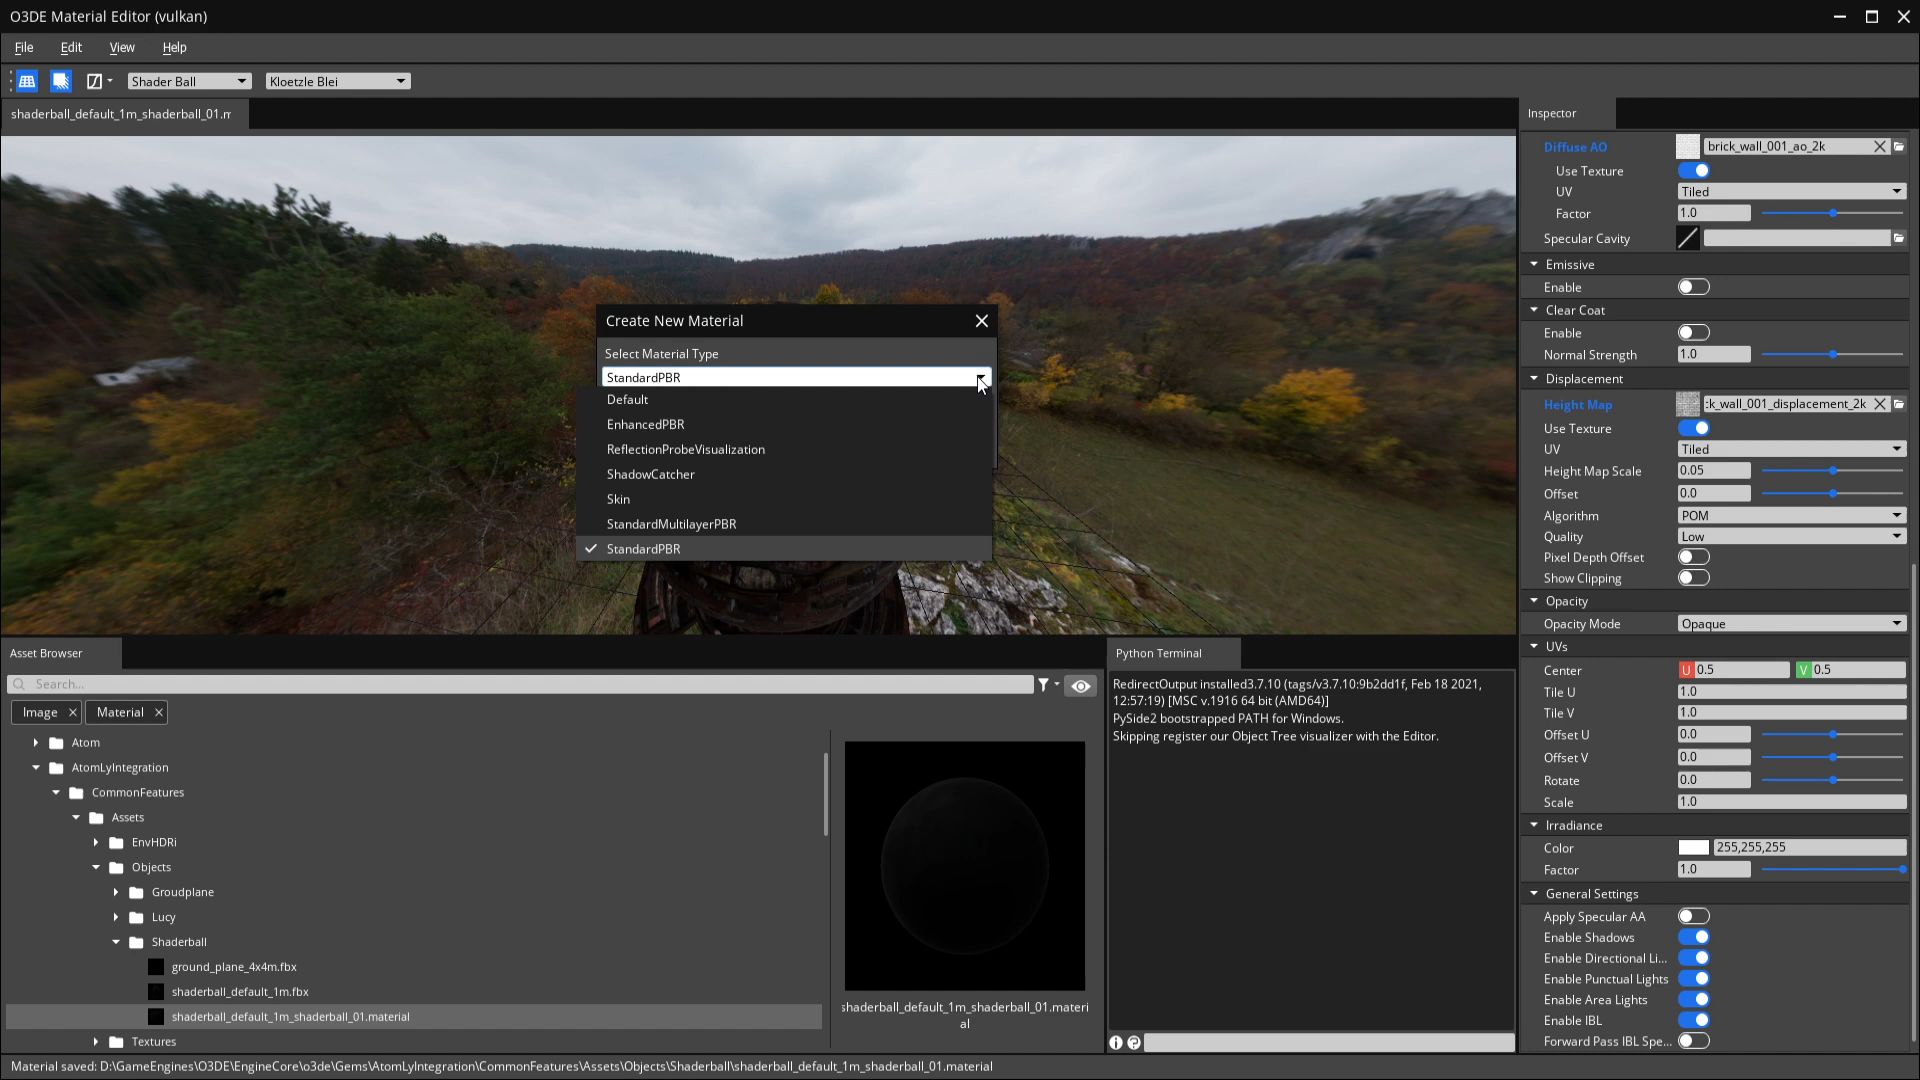 O3DE Material Editor (vulkan)
File Edit View Help
Shader Ball Kloetzle Blei
shaderball_default_1m_shaderball_01.m
Create New Material
Select Material Type
StandardPBR
Default
EnhancedPBR
ReflectionProbeVisualization
ShadowCatcher
Skin
StandardMultilayerPBR
StandardPBR
Asset Browser
Search...
Image Material
Atom
AtomLyIntegration
CommonFeatures
Assets
EnvHDRi
Objects
Groudplane
Lucy
Shaderball
ground_plane_4x4m.fbx
shaderball_default_1m.fbx
shaderball_default_1m_shaderball_01.material
Textures
shaderball_default_1m_shaderball_01.materi
al
Python Terminal
RedirectOutput installed3.7.10 (tags/v3.7.10:9b2dd1f, Feb 18 2021,
12:57:19) [MSC v.1916 64 bit (AMD64)]
PySide2 bootstrapped PATH for Windows.
Skipping register our Object Tree visualizer with the Editor.
Inspector
Diffuse AO brick_wall_001_ao_2k
Use Texture
UV Tiled
Factor 1.0
Specular Cavity
Emissive
Enable
Clear Coat
Enable
Normal Strength 1.0
Displacement
Height Map :k_wall_001_displacement_2k
Use Texture
UV Tiled
Height Map Scale 0.05
Offset 0.0
Algorithm POM
Quality Low
Pixel Depth Offset
Show Clipping
Opacity
Opacity Mode Opaque
UVs
Center U 0.5 V 0.5
Tile U 1.0
Tile V 1.0
Offset U 0.0
Offset V 0.0
Rotate 0.0
Scale 1.0
Irradiance
Color 255,255,255
Factor 1.0
General Settings
Apply Specular AA
Enable Shadows
Enable Directional Li...
Enable Punctual Lights
Enable Area Lights
Enable IBL
Forward Pass IBL Spe...
Material saved: D:\GameEngines\O3DE\EngineCore\o3de\Gems\AtomLyIntegration\CommonFeatures\Assets\Objects\Shaderball\shaderball_default_1m_shaderball_01.material